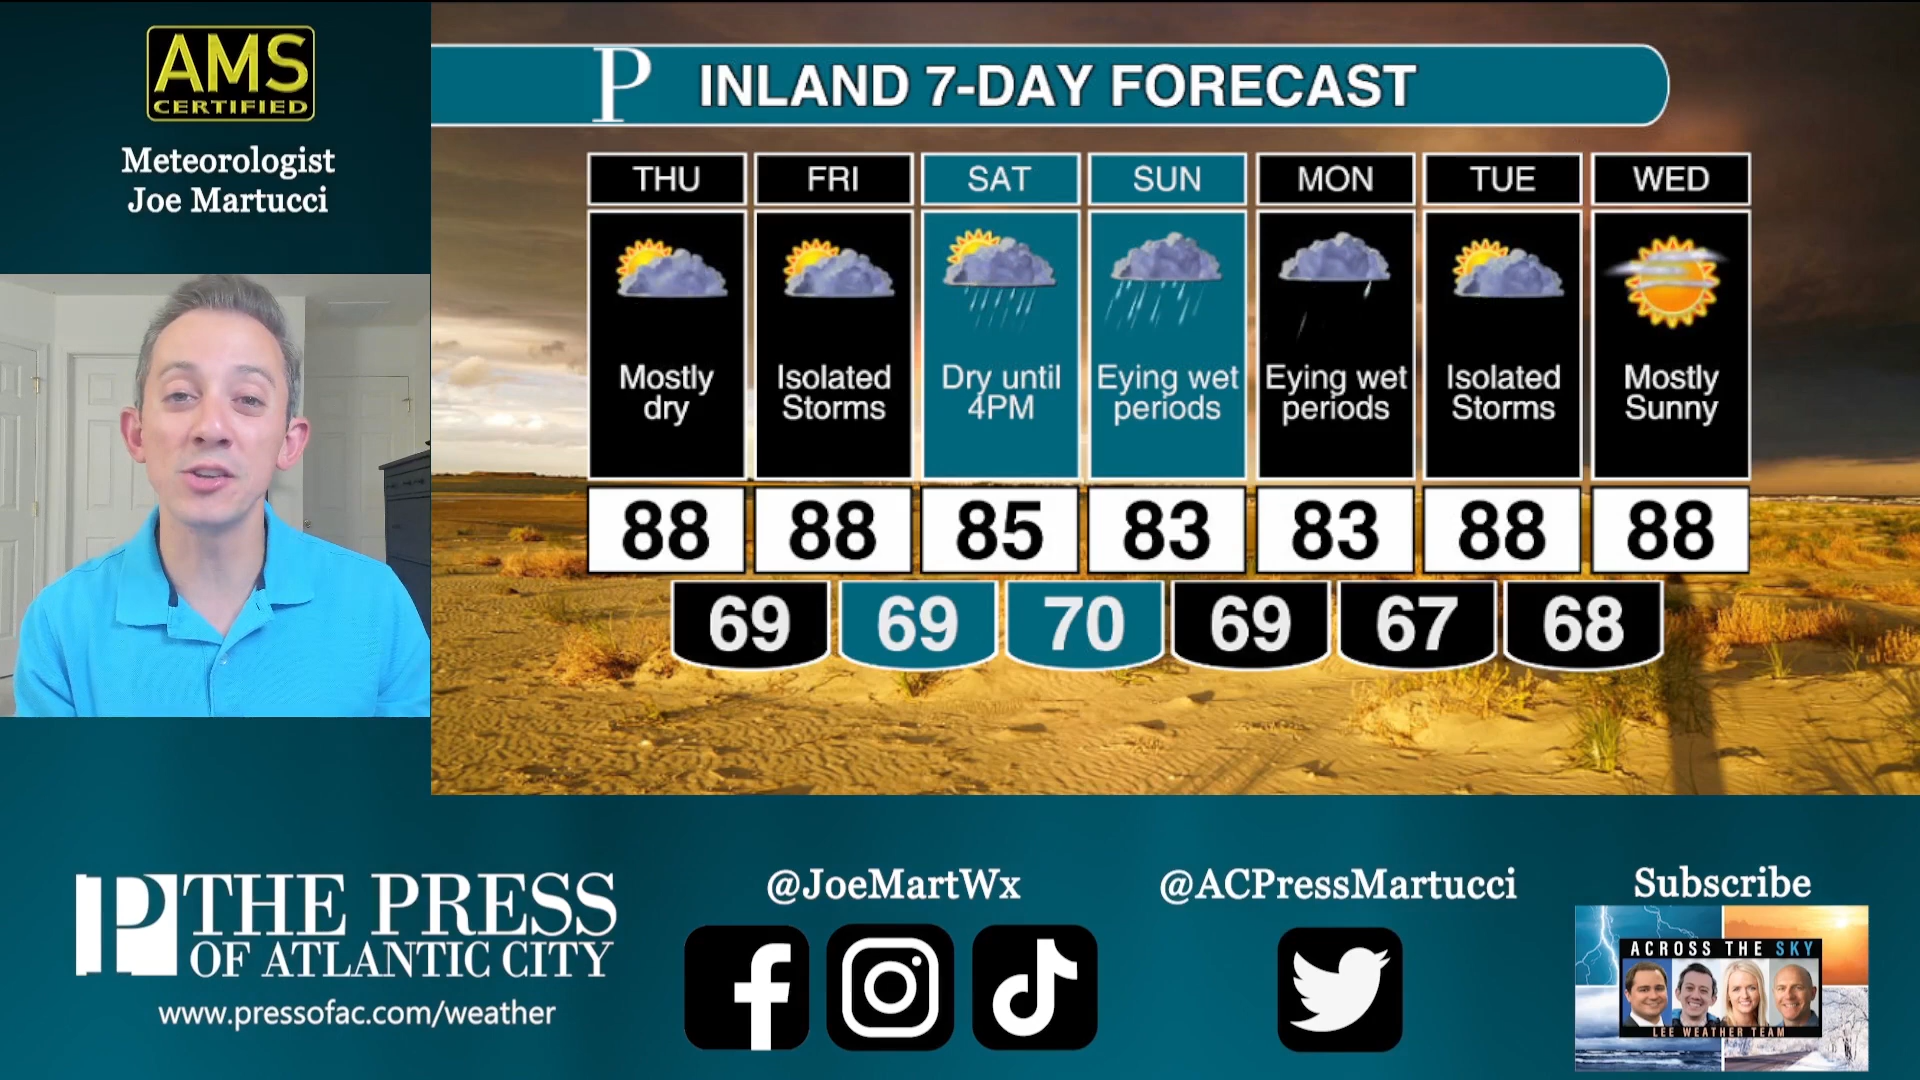 AMS
CERTIFIED
Meteorologist
Joe Martucci
P INLAND 7-DAY FORECAST
THU FRI SAT SUN MON TUE WED
Mostly dry
Isolated Storms
Dry until 4PM
Eying wet periods
Eying wet periods
Isolated Storms
Mostly Sunny
88 88 85 83 83 88 88
69 69 70 69 67 68
P THE PRESS
OF ATLANTIC CITY
www.pressofac.com/weather
@JoeMartWx
@ACPressMartucci
Subscribe
ACROSS THE SKY
LEE WEATHER TEAM